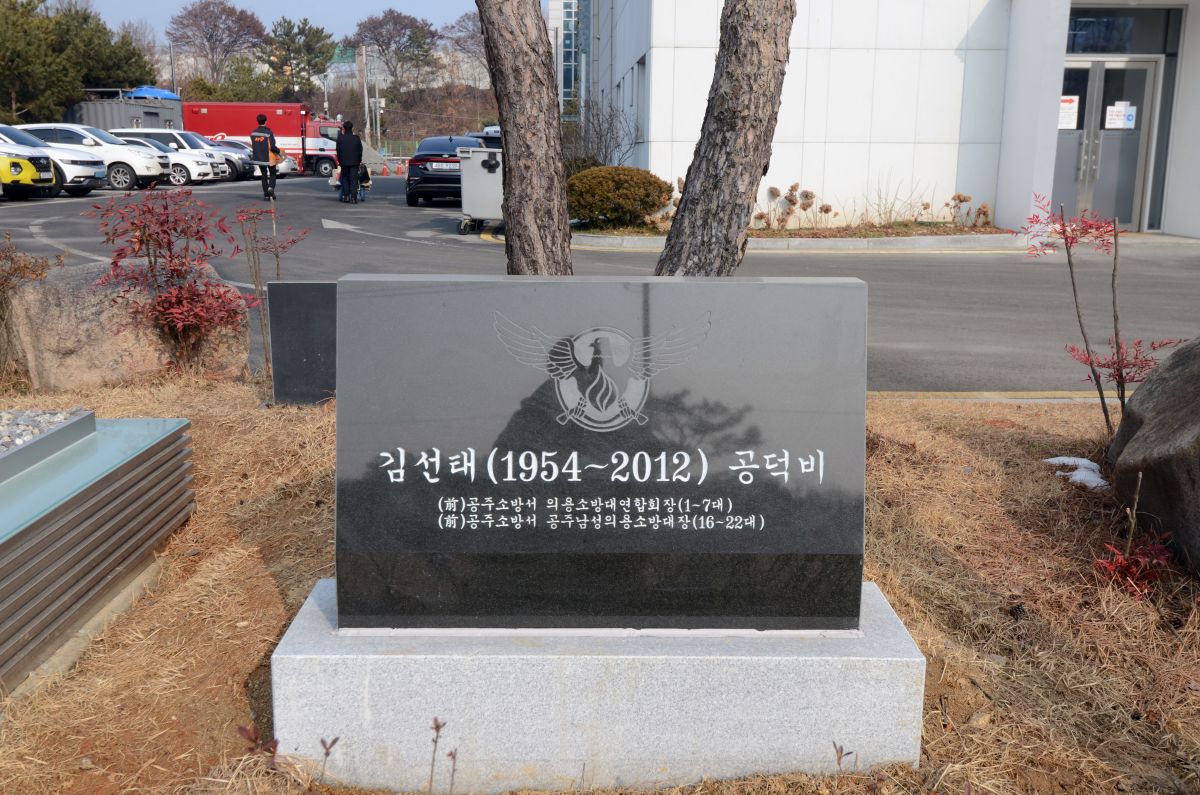 김선태(1954~2012) 공덕비
(前)공주소방서 의용소방대연합회장(1~7대)
(前)공주소방서 공주남성의용소방대장(16~22대)